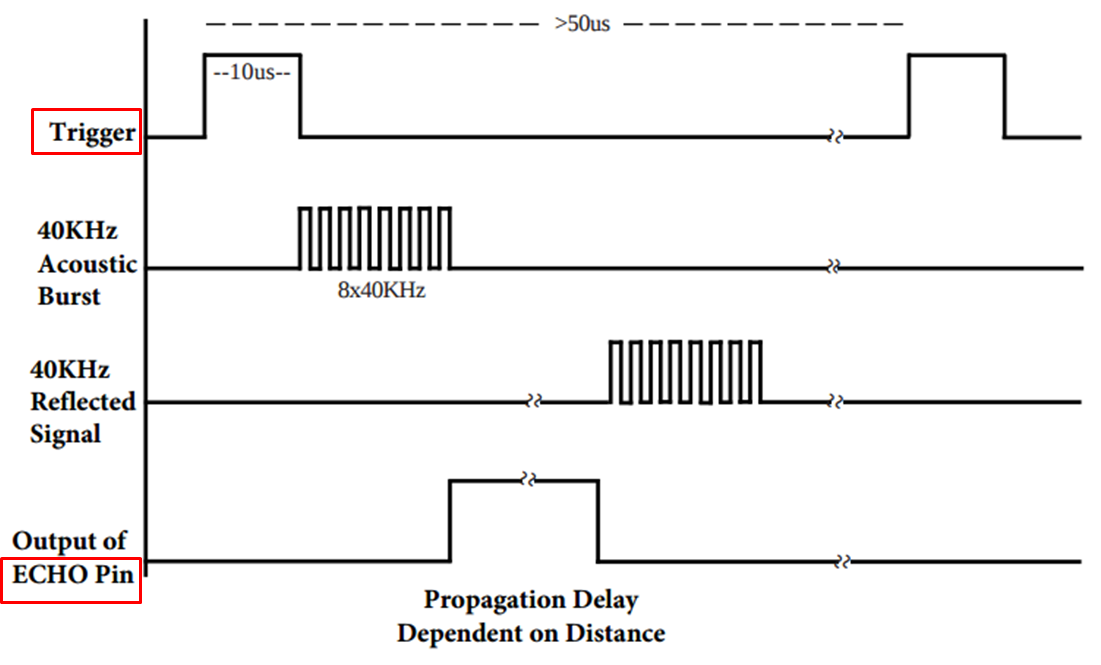 >50us
--10us--
Trigger
40KHz
Acoustic
Burst
8x40KHz
40KHz
Reflected
Signal
Output of
ECHO Pin
Propagation Delay
Dependent on Distance